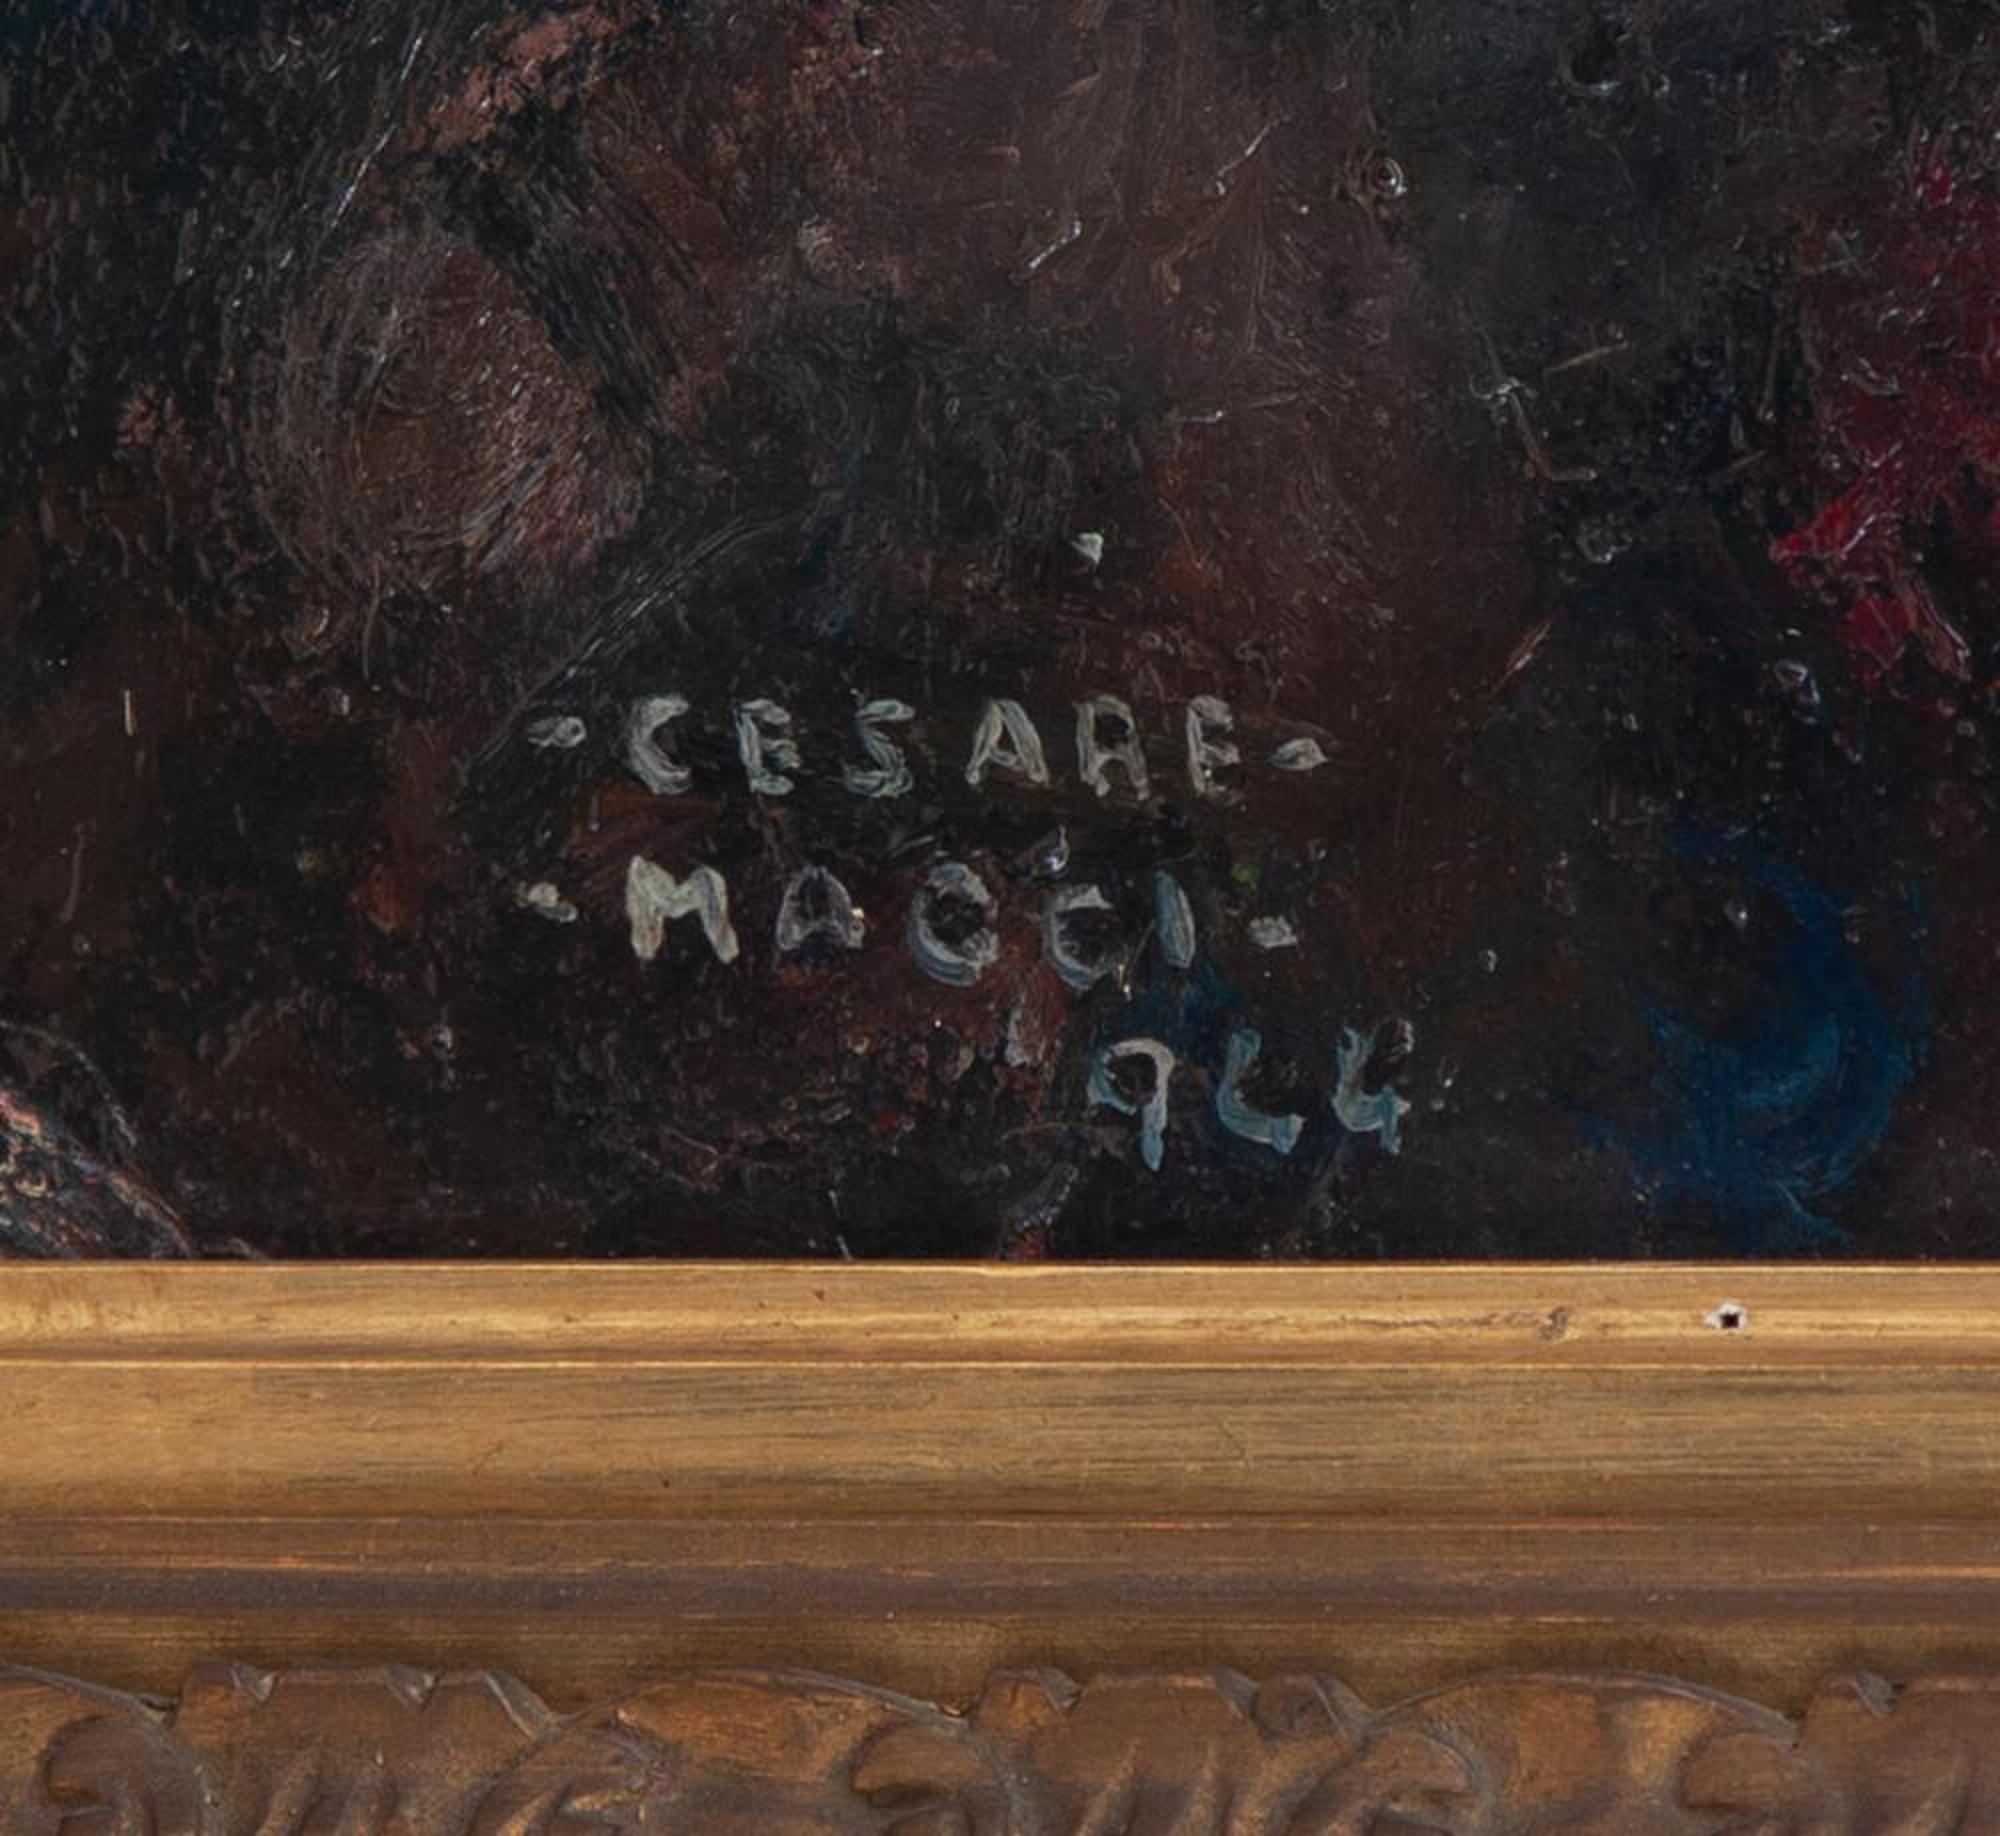 -CESARE-
-MAGGI-
944